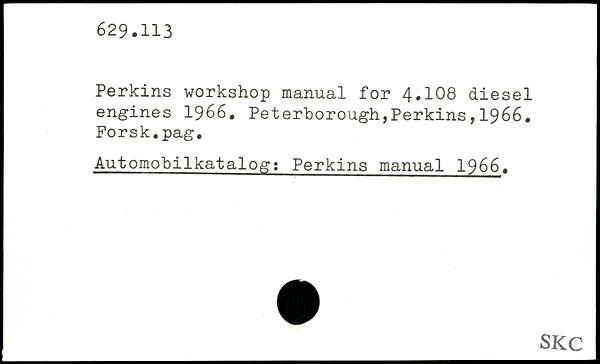 629.113
Perkins workshop manual for 4.108 diesel
engines 1966. Peterborough,Perkins,1966.
Forsk.pag.
Automobilkatalog: Perkins manual 1966.
SKC